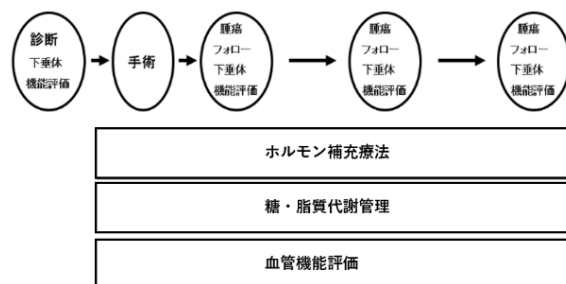 診断
下垂体
機能評価
手術
腫瘍
フォロー
下垂体
機能評価
腫瘍
フォロー
下垂体
機能評価
腫瘍
フォロー
下垂体
機能評価
ホルモン補充療法
糖・脂質代謝管理
血管機能評価